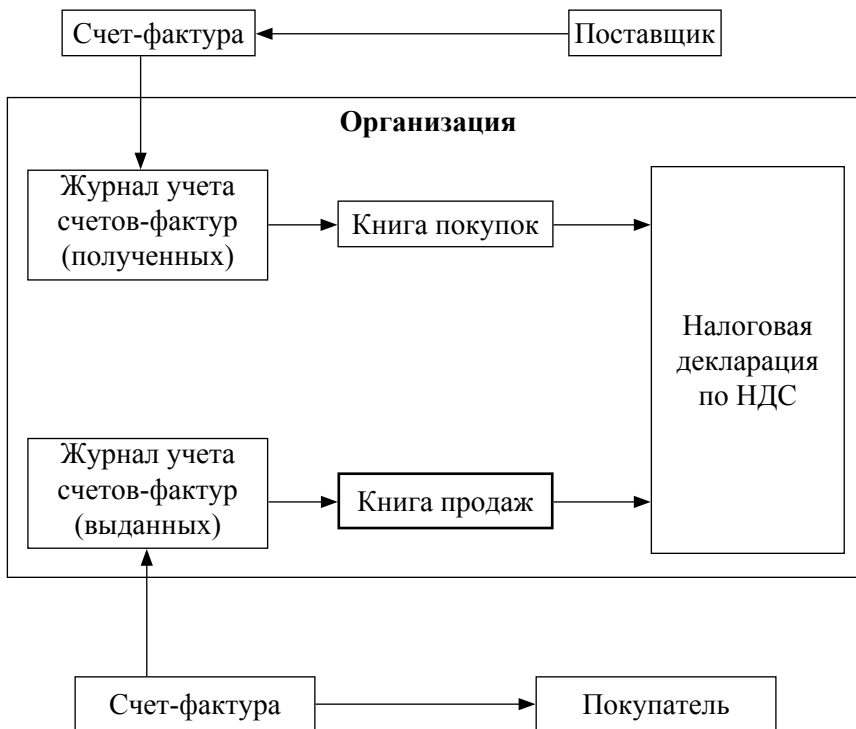 Счет-фактура
Поставщик
Организация
Журнал учета
счетов-фактур
(полученных)
Книга покупок
Налоговая
декларация
по НДС
Журнал учета
счетов-фактур
(выданных)
Книга продаж
Счет-фактура
Покупатель